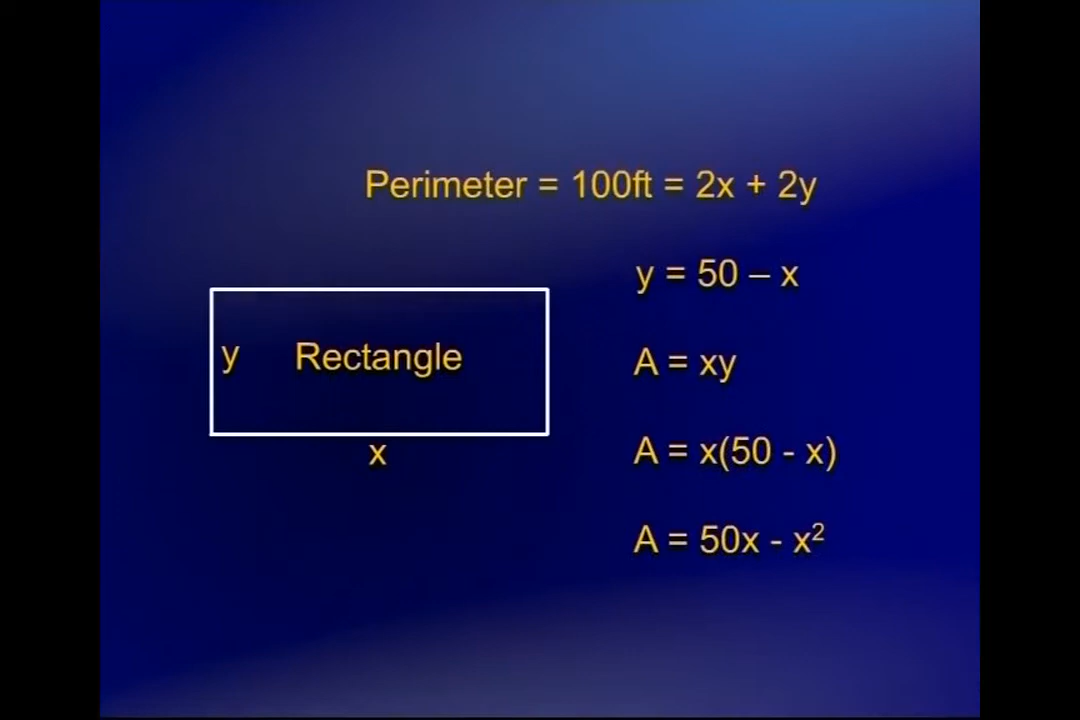 Perimeter = 100ft = 2x + 2y
y = 50 – x
y Rectangle
A = xy
x
A = x(50 - x)
A = 50x - x²